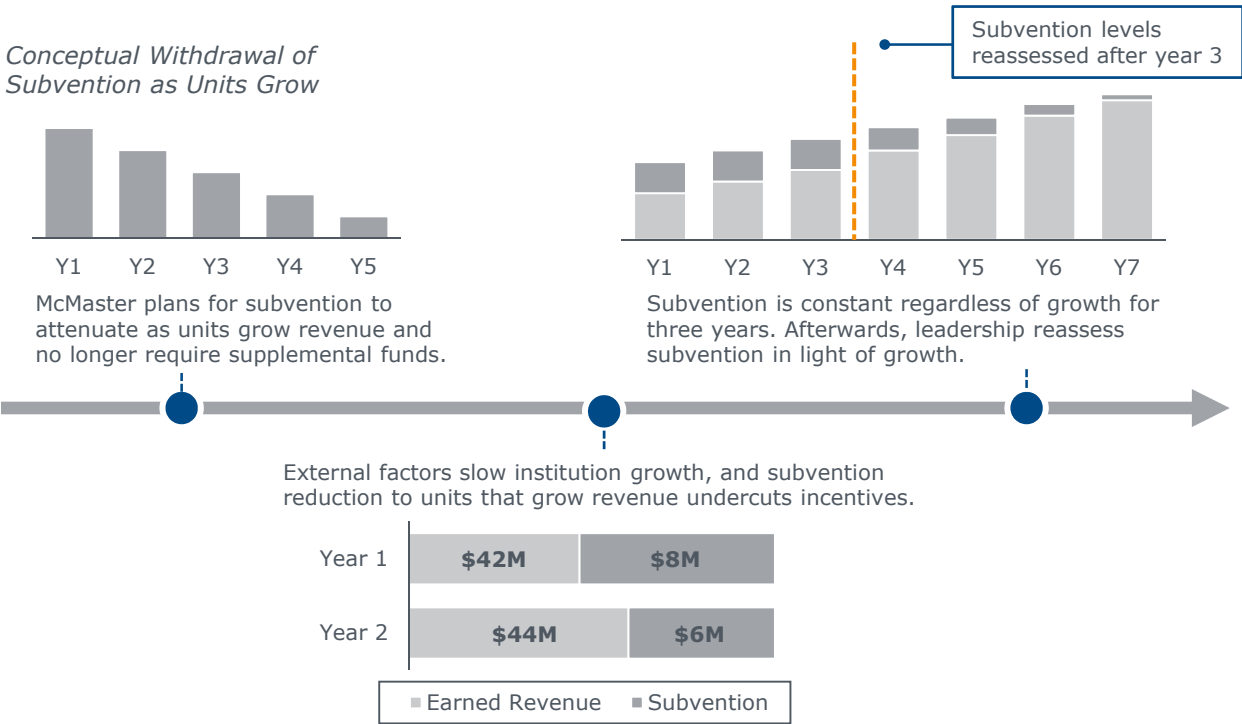 Conceptual Withdrawal of
Subvention as Units Grow
Y1 Y2 Y3 Y4 Y5
McMaster plans for subvention to
attenuate as units grow revenue and
no longer require supplemental funds.
Subvention levels
reassessed after year 3
Y1 Y2 Y3 Y4 Y5 Y6 Y7
Subvention is constant regardless of growth for
three years. Afterwards, leadership reassess
subvention in light of growth.
External factors slow institution growth, and subvention
reduction to units that grow revenue undercuts incentives.
Year 1 $42M $8M
Year 2 $44M $6M
Earned Revenue Subvention